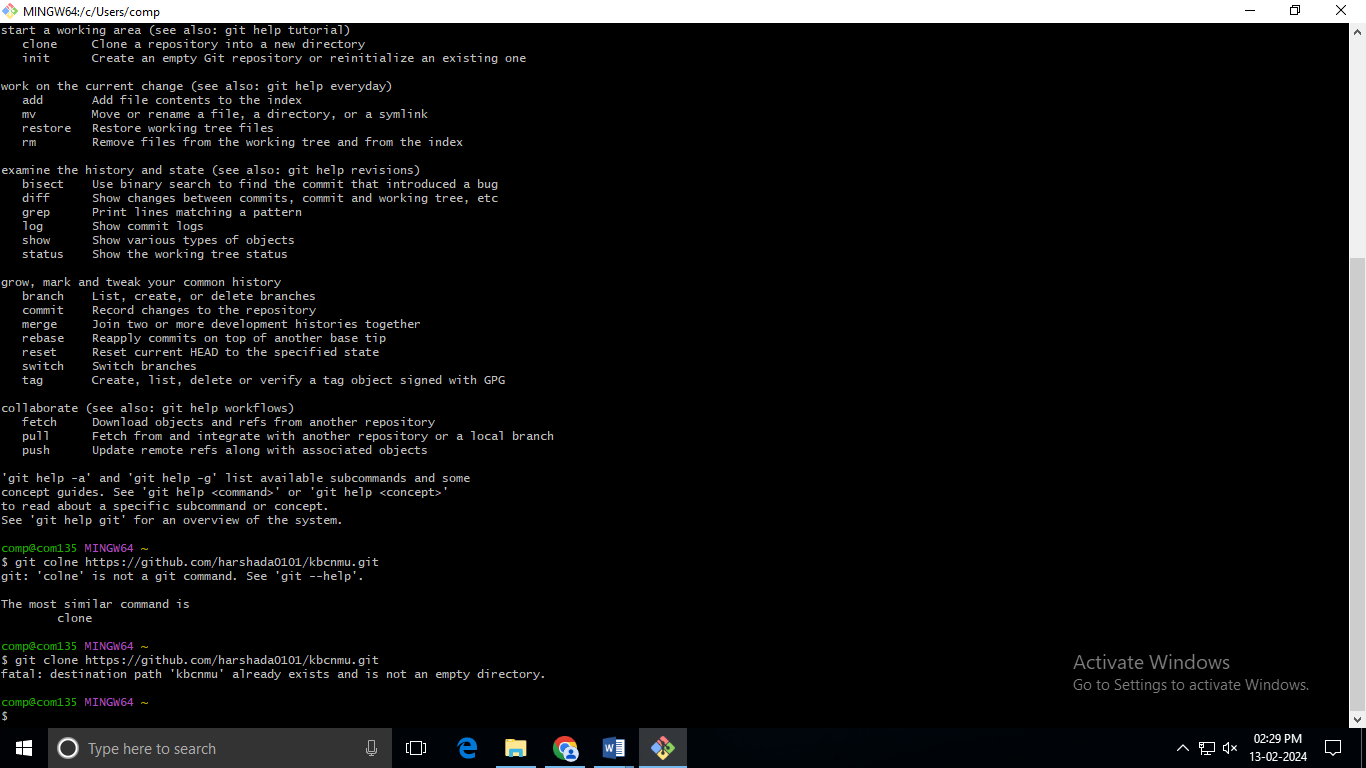 MINGW64:/c/Users/comp
start a working area (see also: git help tutorial)
   clone     Clone a repository into a new directory
   init      Create an empty Git repository or reinitialize an existing one

work on the current change (see also: git help everyday)
   add       Add file contents to the index
   mv        Move or rename a file, a directory, or a symlink
   restore   Restore working tree files
   rm        Remove files from the working tree and from the index

examine the history and state (see also: git help revisions)
   bisect    Use binary search to find the commit that introduced a bug
   diff      Show changes between commits, commit and working tree, etc
   grep      Print lines matching a pattern
   log       Show commit logs
   show      Show various types of objects
   status    Show the working tree status

grow, mark and tweak your common history
   branch    List, create, or delete branches
   commit    Record changes to the repository
   merge     Join two or more development histories together
   rebase    Reapply commits on top of another base tip
   reset     Reset current HEAD to the specified state
   switch    Switch branches
   tag       Create, list, delete or verify a tag object signed with GPG

collaborate (see also: git help workflows)
   fetch     Download objects and refs from another repository
   pull      Fetch from and integrate with another repository or a local branch
   push      Update remote refs along with associated objects

'git help -a' and 'git help -g' list available subcommands and some
concept guides. See 'git help <command>' or 'git help <concept>'
to read about a specific subcommand or concept.
See 'git help git' for an overview of the system.

comp@com135 MINGW64 ~
$ git colne https://github.com/harshada0101/kbcnmu.git
git: 'colne' is not a git command. See 'git --help'.

The most similar command is
        clone

comp@com135 MINGW64 ~
$ git clone https://github.com/harshada0101/kbcnmu.git
fatal: destination path 'kbcnmu' already exists and is not an empty directory.

comp@com135 MINGW64 ~
$
Activate Windows
Go to Settings to activate Windows.
Type here to search
02:29 PM
13-02-2024